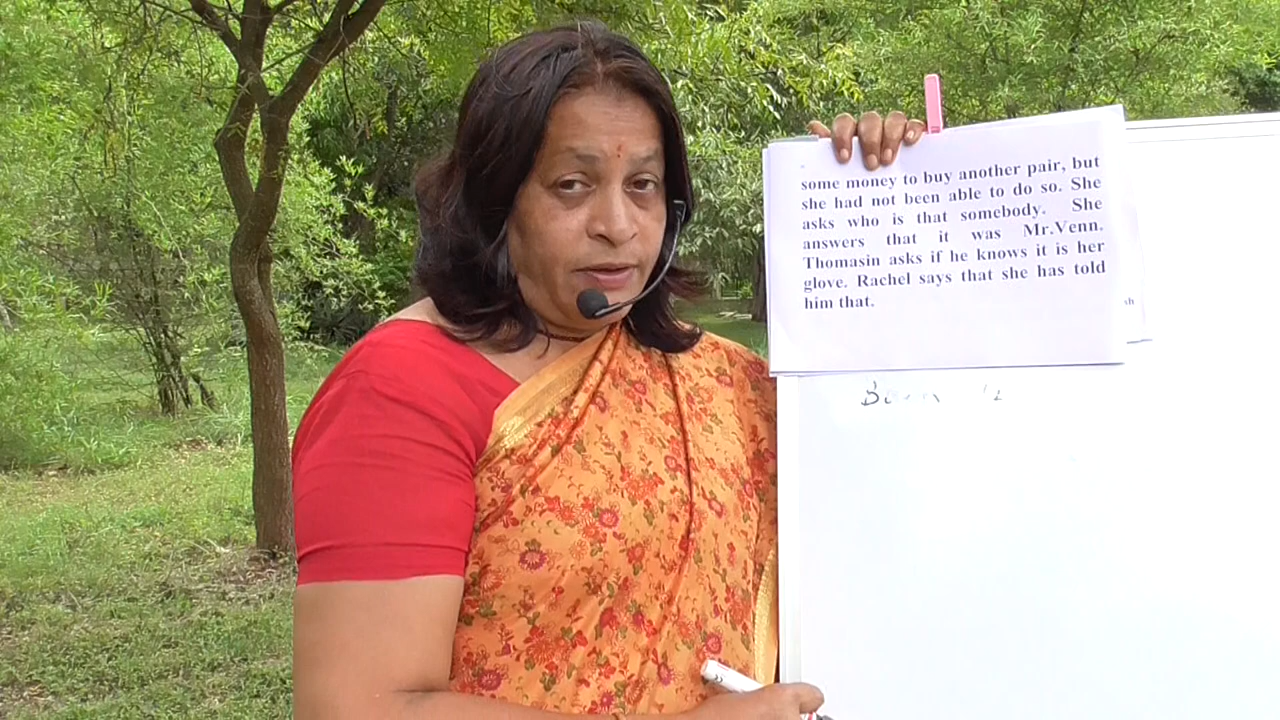 some money to buy another pair, but
she had not been able to do so. She
asks who is that somebody. She
answers that it was Mr.Venn.
Thomasin asks if he knows it is her
glove. Rachel says that she has told
him that.
sh